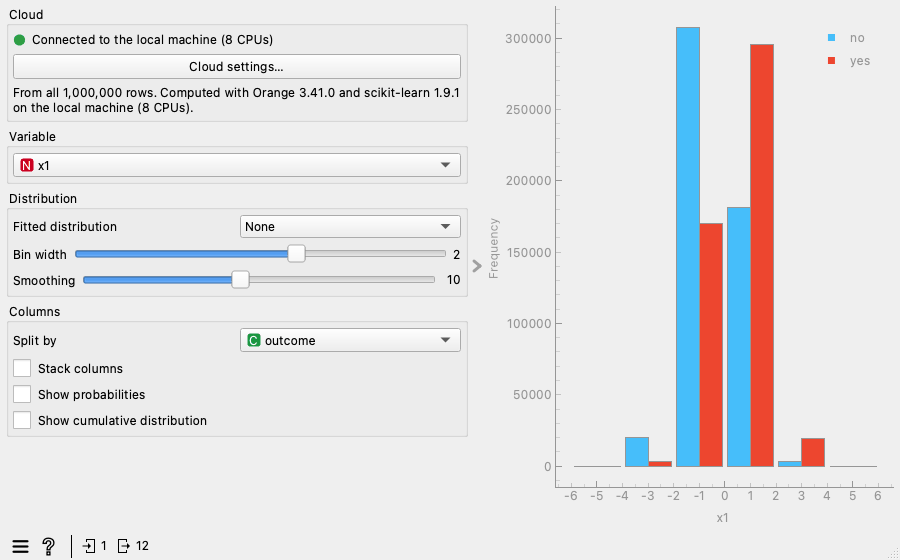 Cloud
Connected to the local machine (8 CPUs)
Cloud settings...
From all 1,000,000 rows. Computed with Orange 3.41.0 and scikit-learn 1.9.1
on the local machine (8 CPUs).
Variable
N x1
Distribution
Fitted distribution None
Bin width 2
Smoothing 10
Columns
Split by C outcome
Stack columns
Show probabilities
Show cumulative distribution
1 12
no
yes
Frequency
300000
250000
200000
150000
100000
50000
0
-6 -5 -4 -3 -2 -1 0 1 2 3 4 5 6
x1